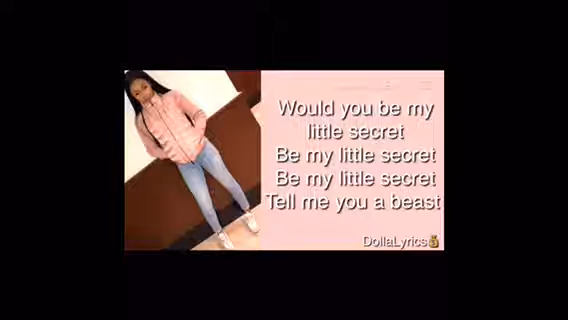 Would you be my
little secret
Be my little secret
Be my little secret
Tell me you a beast
DollaLyrics💰